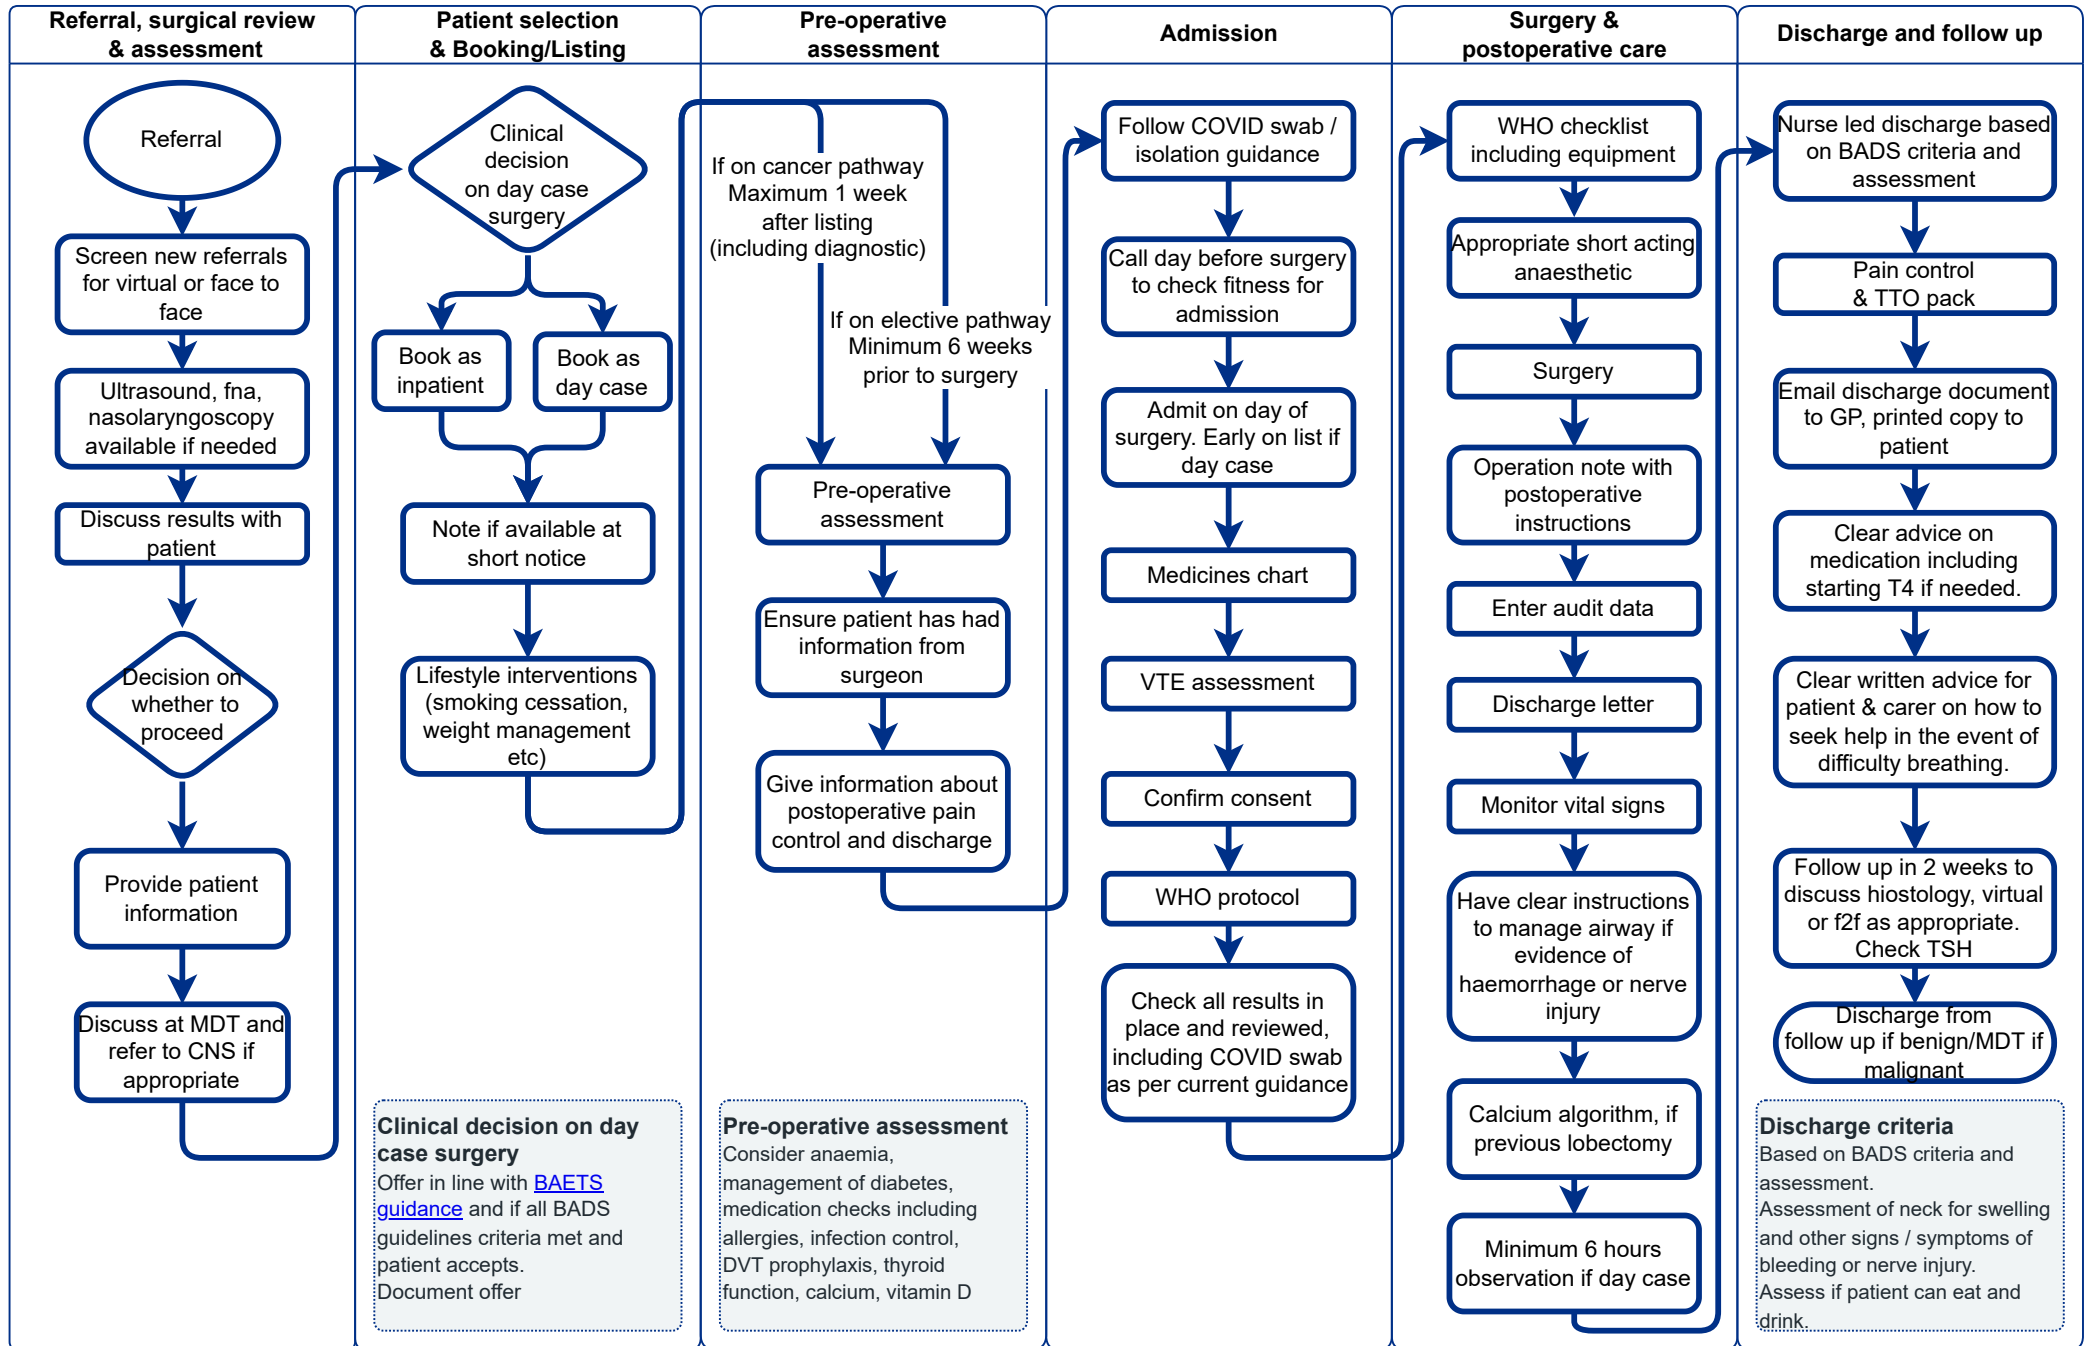 Referral, surgical review
& assessment
Referral
Screen new referrals
for virtual or face to
face
Ultrasound, fna,
nasolaryngoscopy
available if needed
Discuss results with
patient
Decision on
whether to
proceed
Provide patient
information
Discuss at MDT and
refer to CNS if
appropriate
Patient selection
& Booking/Listing
Clinical
decision
on day case
surgery
Book as
inpatient
Book as
day case
Note if available at
short notice
Lifestyle interventions
(smoking cessation,
weight management
etc)
Clinical decision on day
case surgery
Offer in line with BAETS
guidance and if all BADS
guidelines criteria met and
patient accepts.
Document offer
Pre-operative
assessment
If on cancer pathway
Maximum 1 week
after listing
(including diagnostic)
If on elective pathway
Minimum 6 weeks
prior to surgery
Pre-operative
assessment
Ensure patient has had
information from
surgeon
Give information about
postoperative pain
control and discharge
Pre-operative assessment
Consider anaemia,
management of diabetes,
medication checks including
allergies, infection control,
DVT prophylaxis, thyroid
function, calcium, vitamin D
Admission
Follow COVID swab /
isolation guidance
Call day before surgery
to check fitness for
admission
Admit on day of
surgery. Early on list if
day case
Medicines chart
VTE assessment
Confirm consent
WHO protocol
Check all results in
place and reviewed,
including COVID swab
as per current guidance
Surgery &
postoperative care
WHO checklist
including equipment
Appropriate short acting
anaesthetic
Surgery
Operation note with
postoperative
instructions
Enter audit data
Discharge letter
Monitor vital signs
Have clear instructions
to manage airway if
evidence of
haemorrhage or nerve
injury
Calcium algorithm, if
previous lobectomy
Minimum 6 hours
observation if day case
Discharge and follow up
Nurse led discharge based
on BADS criteria and
assessment
Pain control
& TTO pack
Email discharge document
to GP, printed copy to
patient
Clear advice on
medication including
starting T4 if needed.
Clear written advice for
patient & carer on how to
seek help in the event of
difficulty breathing.
Follow up in 2 weeks to
discuss hiostology, virtual
or f2f as appropriate.
Check TSH
Discharge from
follow up if benign/MDT if
malignant
Discharge criteria
Based on BADS criteria and
assessment.
Assessment of neck for swelling
and other signs / symptoms of
bleeding or nerve injury.
Assess if patient can eat and
drink.